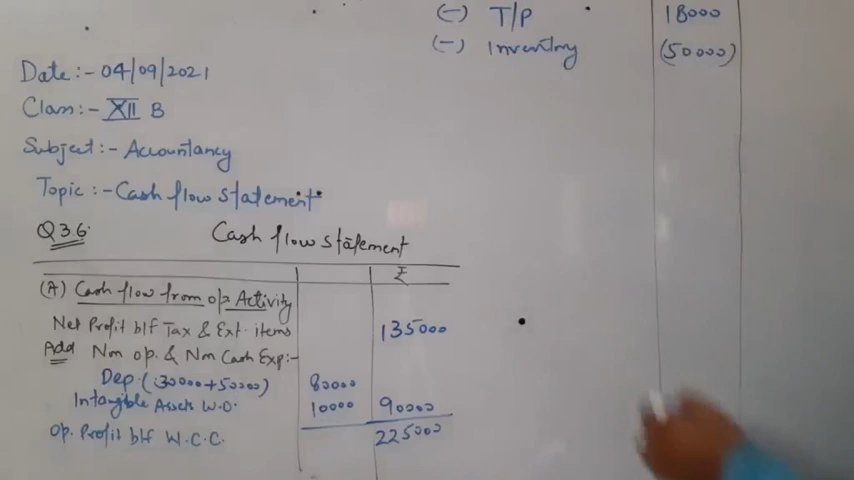 Date:- 04/09/2021
Class:- XII B
Subject:- Accountancy
Topic:- Cash flow statement
Q3.6.
Cash flow statement
₹
(A) Cash flow from op. Activity
Net Profit b/f Tax & Ext. items 135000
Add Non op. & Non Cash Exp:-
Dep. (30000+50000) 80000
Intangible Assets W.O. 10000 90000
Op. Profit b/f W.C.C. 225000
(-) T/P 18000
(-) Inventory (50000)